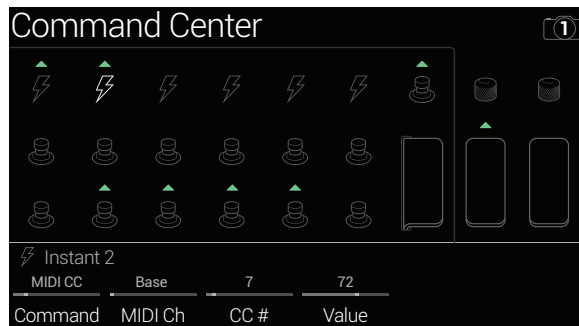 Command Center
1
Instant 2
MIDI CC Base 7 72
Command MIDI Ch CC # Value